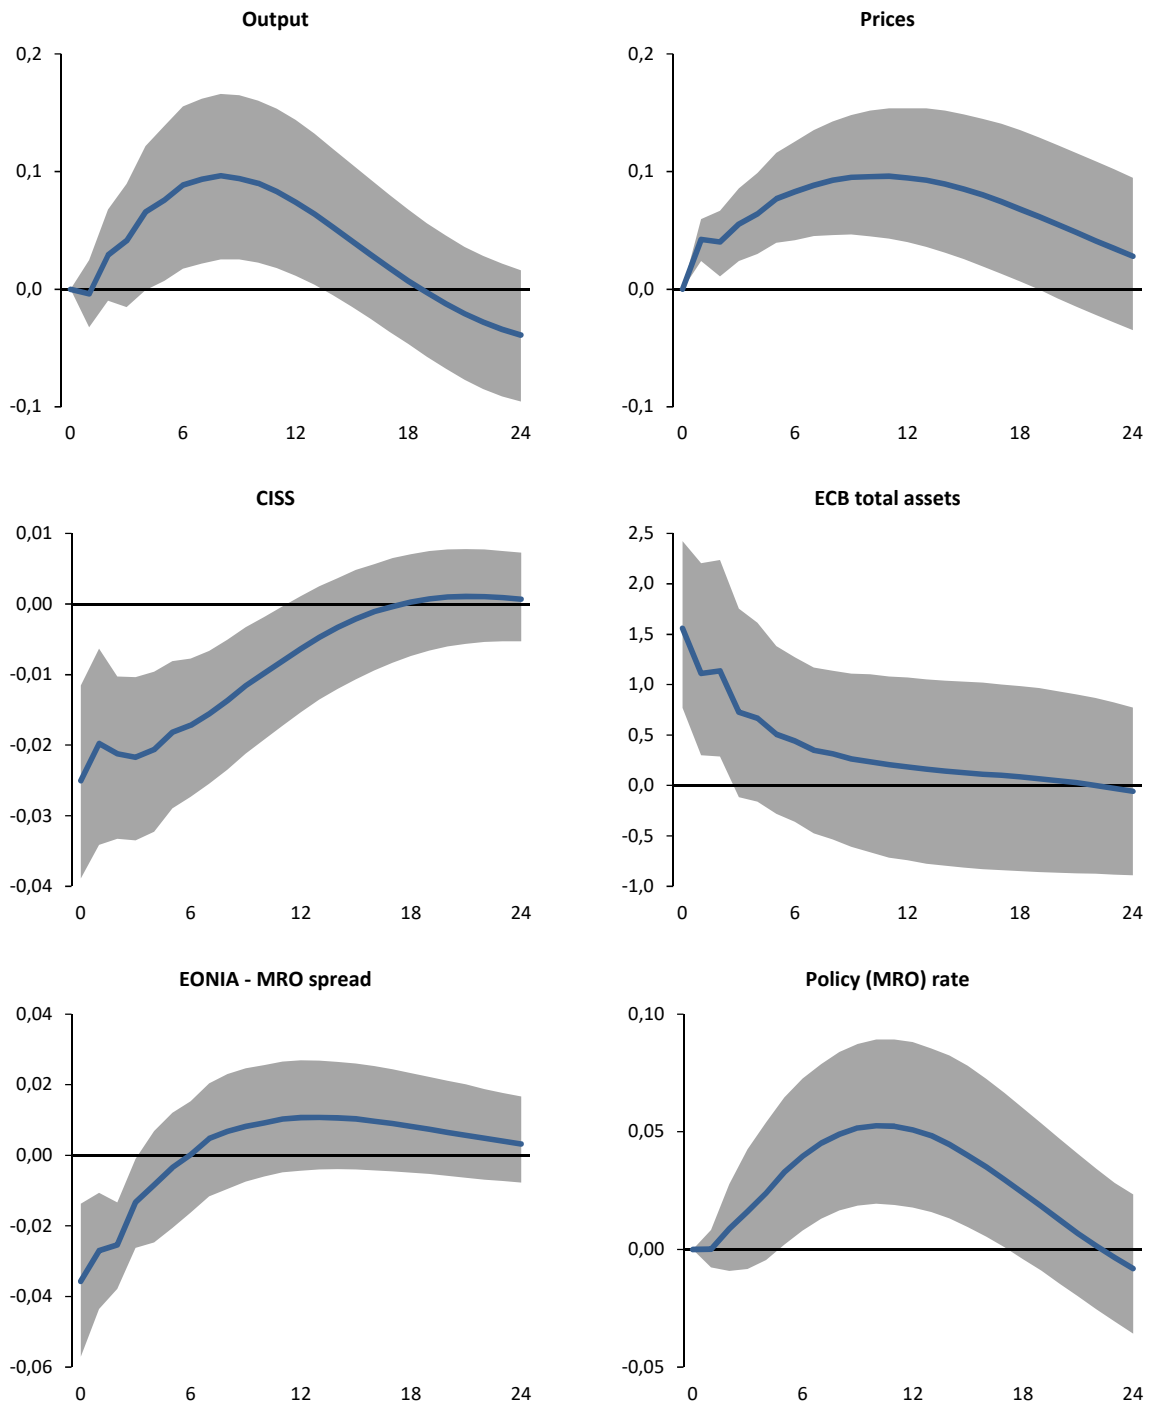 Output
0,2
0,1
0,0
-0,1
0 6 12 18 24
Prices
0,2
0,1
0,0
-0,1
0 6 12 18 24
CISS
0,01
0,00
-0,01
-0,02
-0,03
-0,04
0 6 12 18 24
ECB total assets
2,5
2,0
1,5
1,0
0,5
0,0
-0,5
-1,0
0 6 12 18 24
EONIA - MRO spread
0,04
0,02
0,00
-0,02
-0,04
-0,06
0 6 12 18 24
Policy (MRO) rate
0,10
0,05
0,00
-0,05
0 6 12 18 24